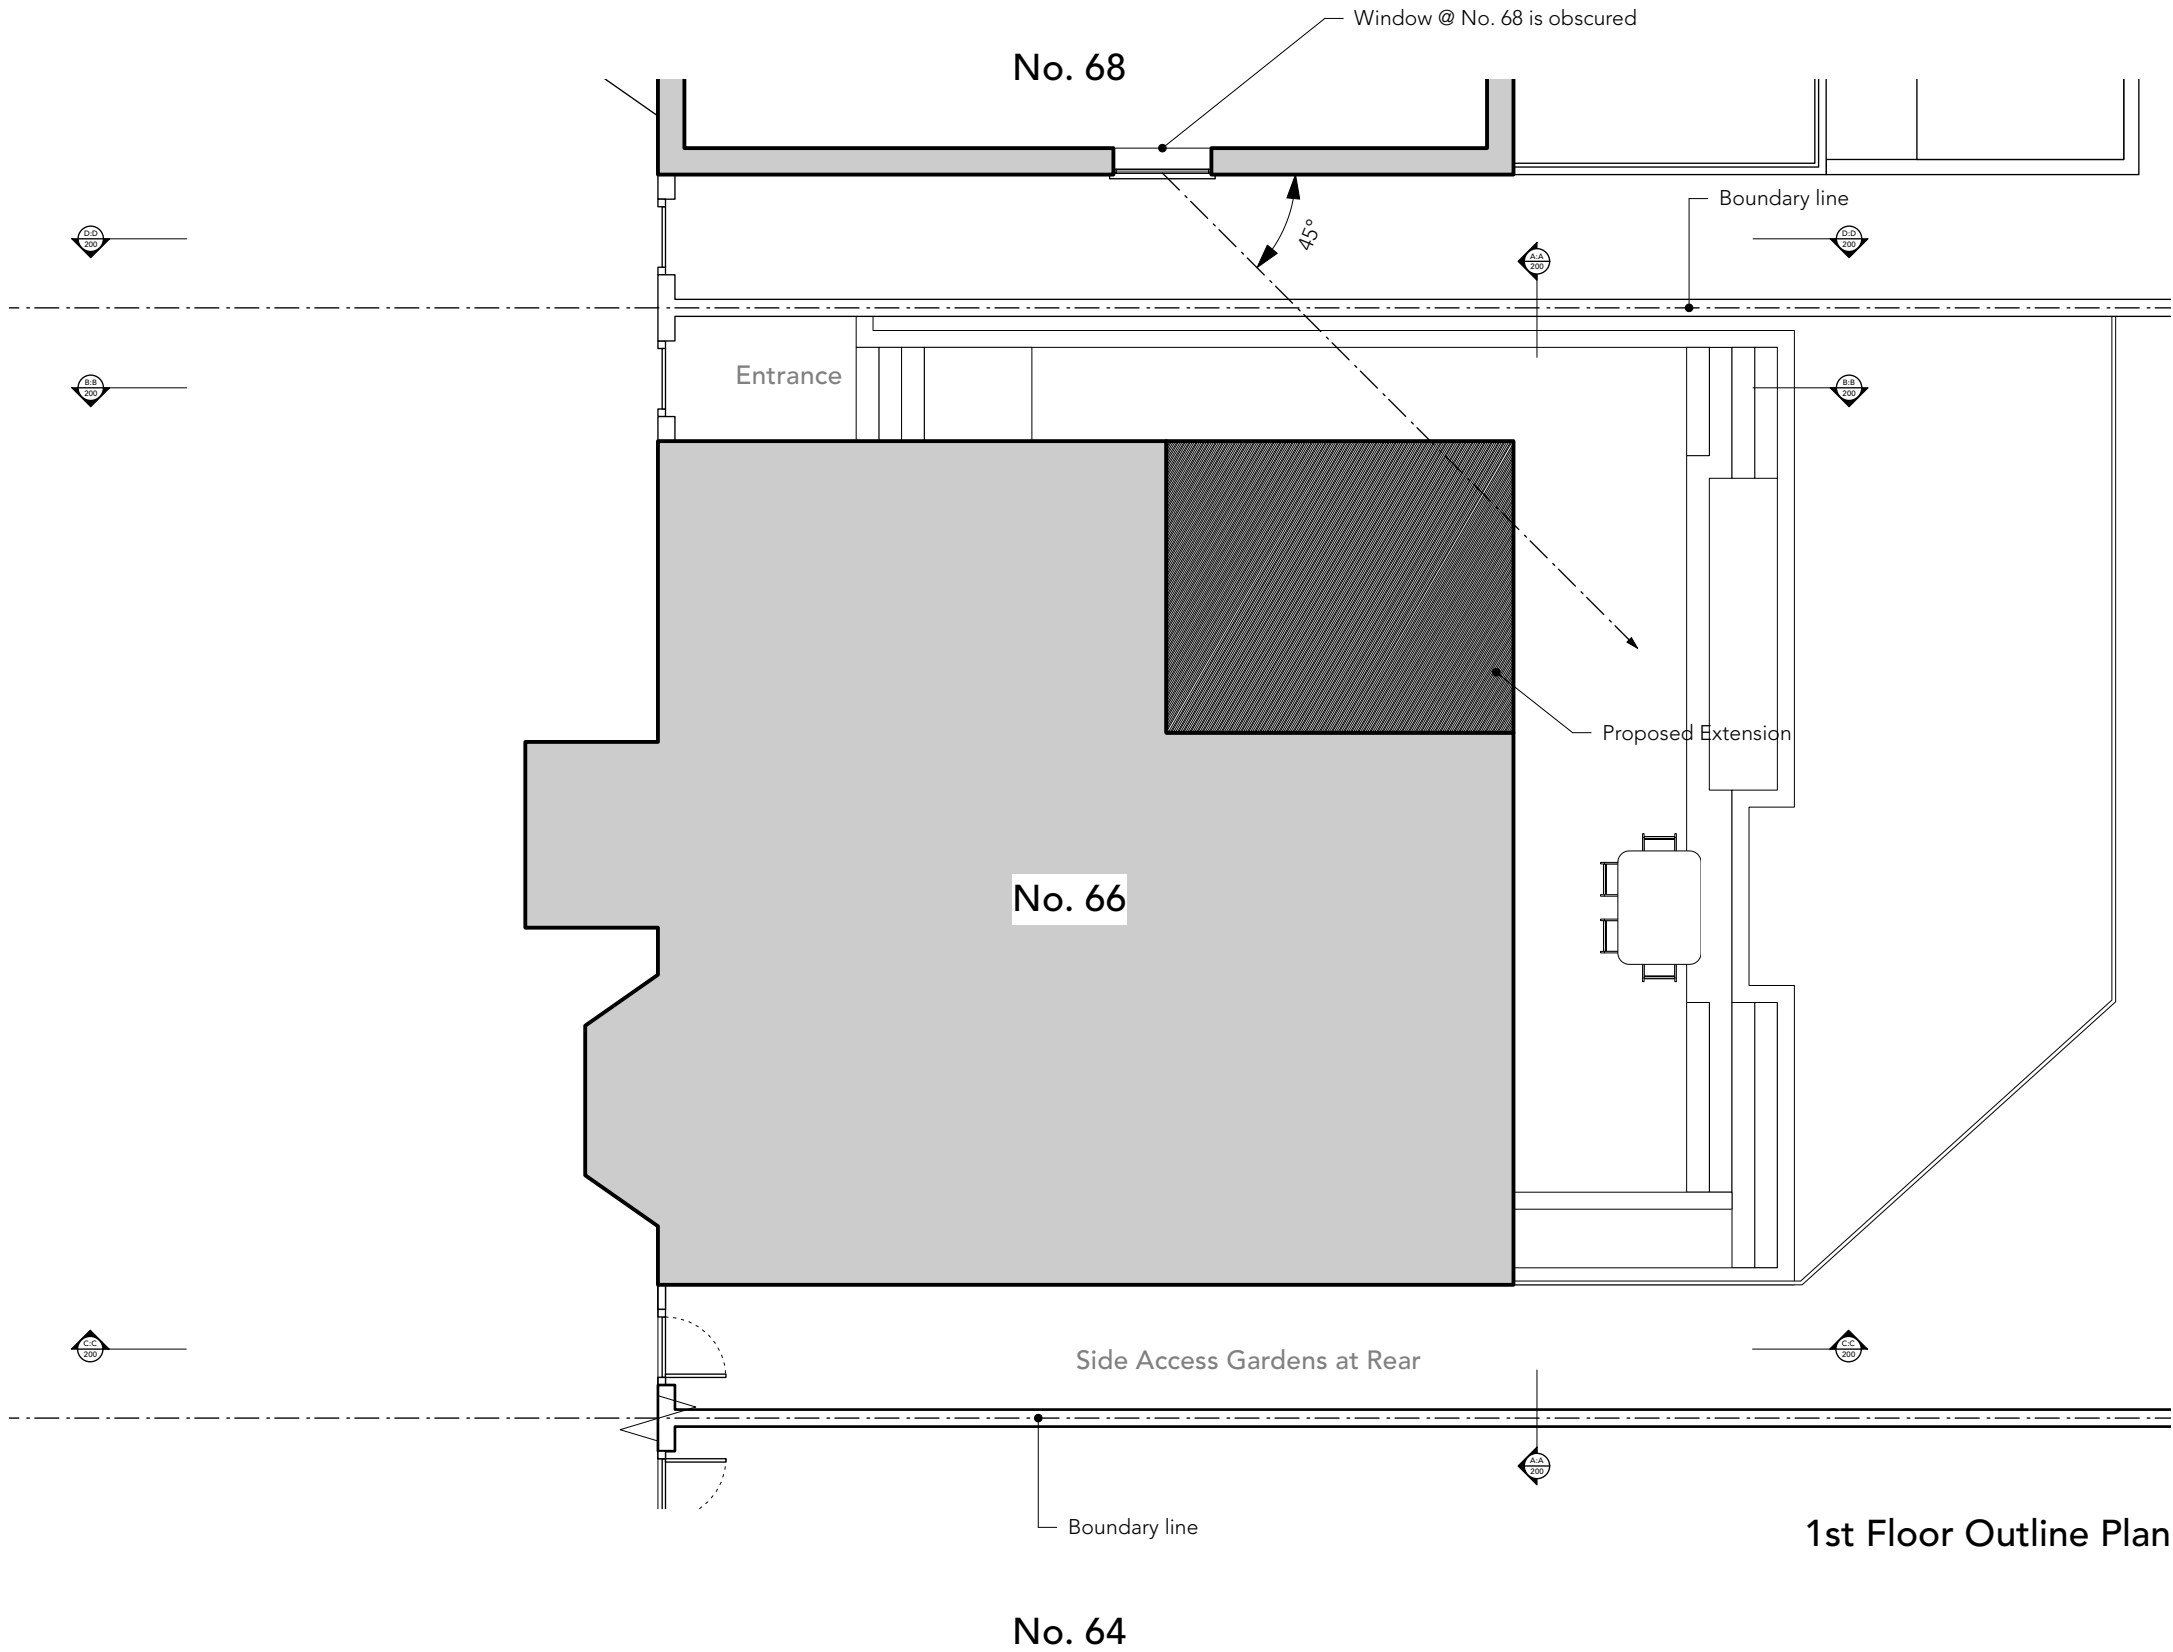 Window @ No. 68 is obscured
No. 68
Boundary line
45°
D:D
200
D:D
200
A:A
200
Entrance
B:B
200
B:B
200
Proposed Extension
No. 66
C:C
200
C:C
200
Side Access Gardens at Rear
A:A
200
Boundary line
1st Floor Outline Plan
No. 64